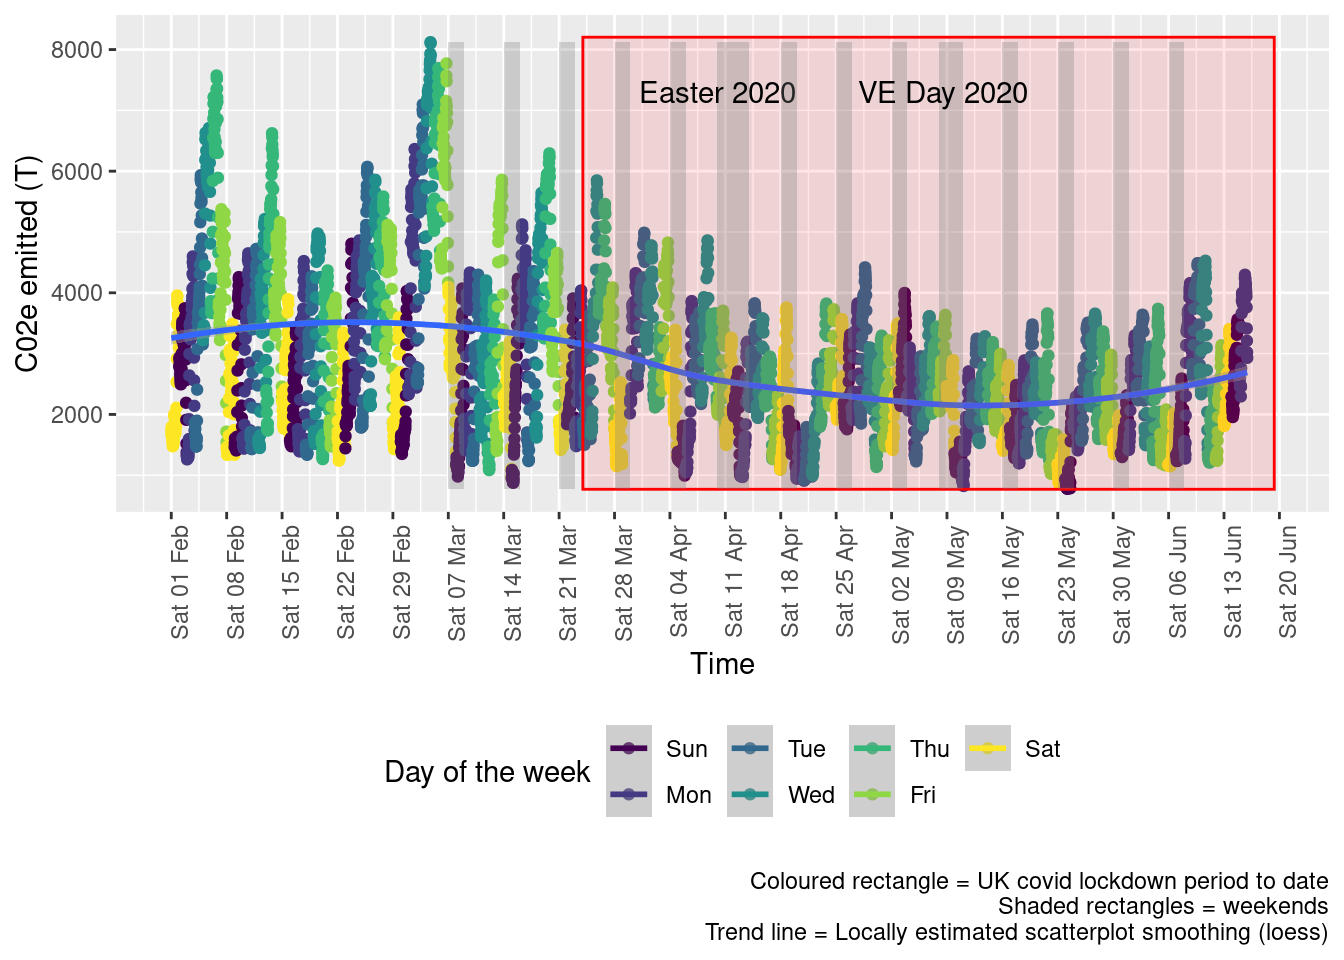 C02e emitted (T)
8000
6000
4000
2000
Easter 2020
VE Day 2020
Sat 01 Feb
Sat 08 Feb
Sat 15 Feb
Sat 22 Feb
Sat 29 Feb
Sat 07 Mar
Sat 14 Mar
Sat 21 Mar
Sat 28 Mar
Sat 04 Apr
Sat 11 Apr
Sat 18 Apr
Sat 25 Apr
Sat 02 May
Sat 09 May
Sat 16 May
Sat 23 May
Sat 30 May
Sat 06 Jun
Sat 13 Jun
Sat 20 Jun
Time
Day of the week
Sun
Mon
Tue
Wed
Thu
Fri
Sat
Coloured rectangle = UK covid lockdown period to date
Shaded rectangles = weekends
Trend line = Locally estimated scatterplot smoothing (loess)